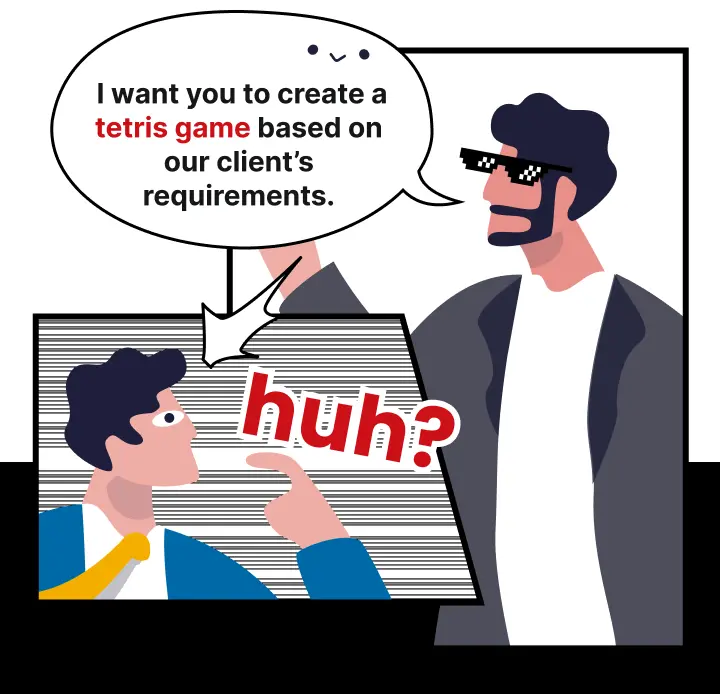 I want you to create a
tetris game based on
our client’s
requirements.
huh?